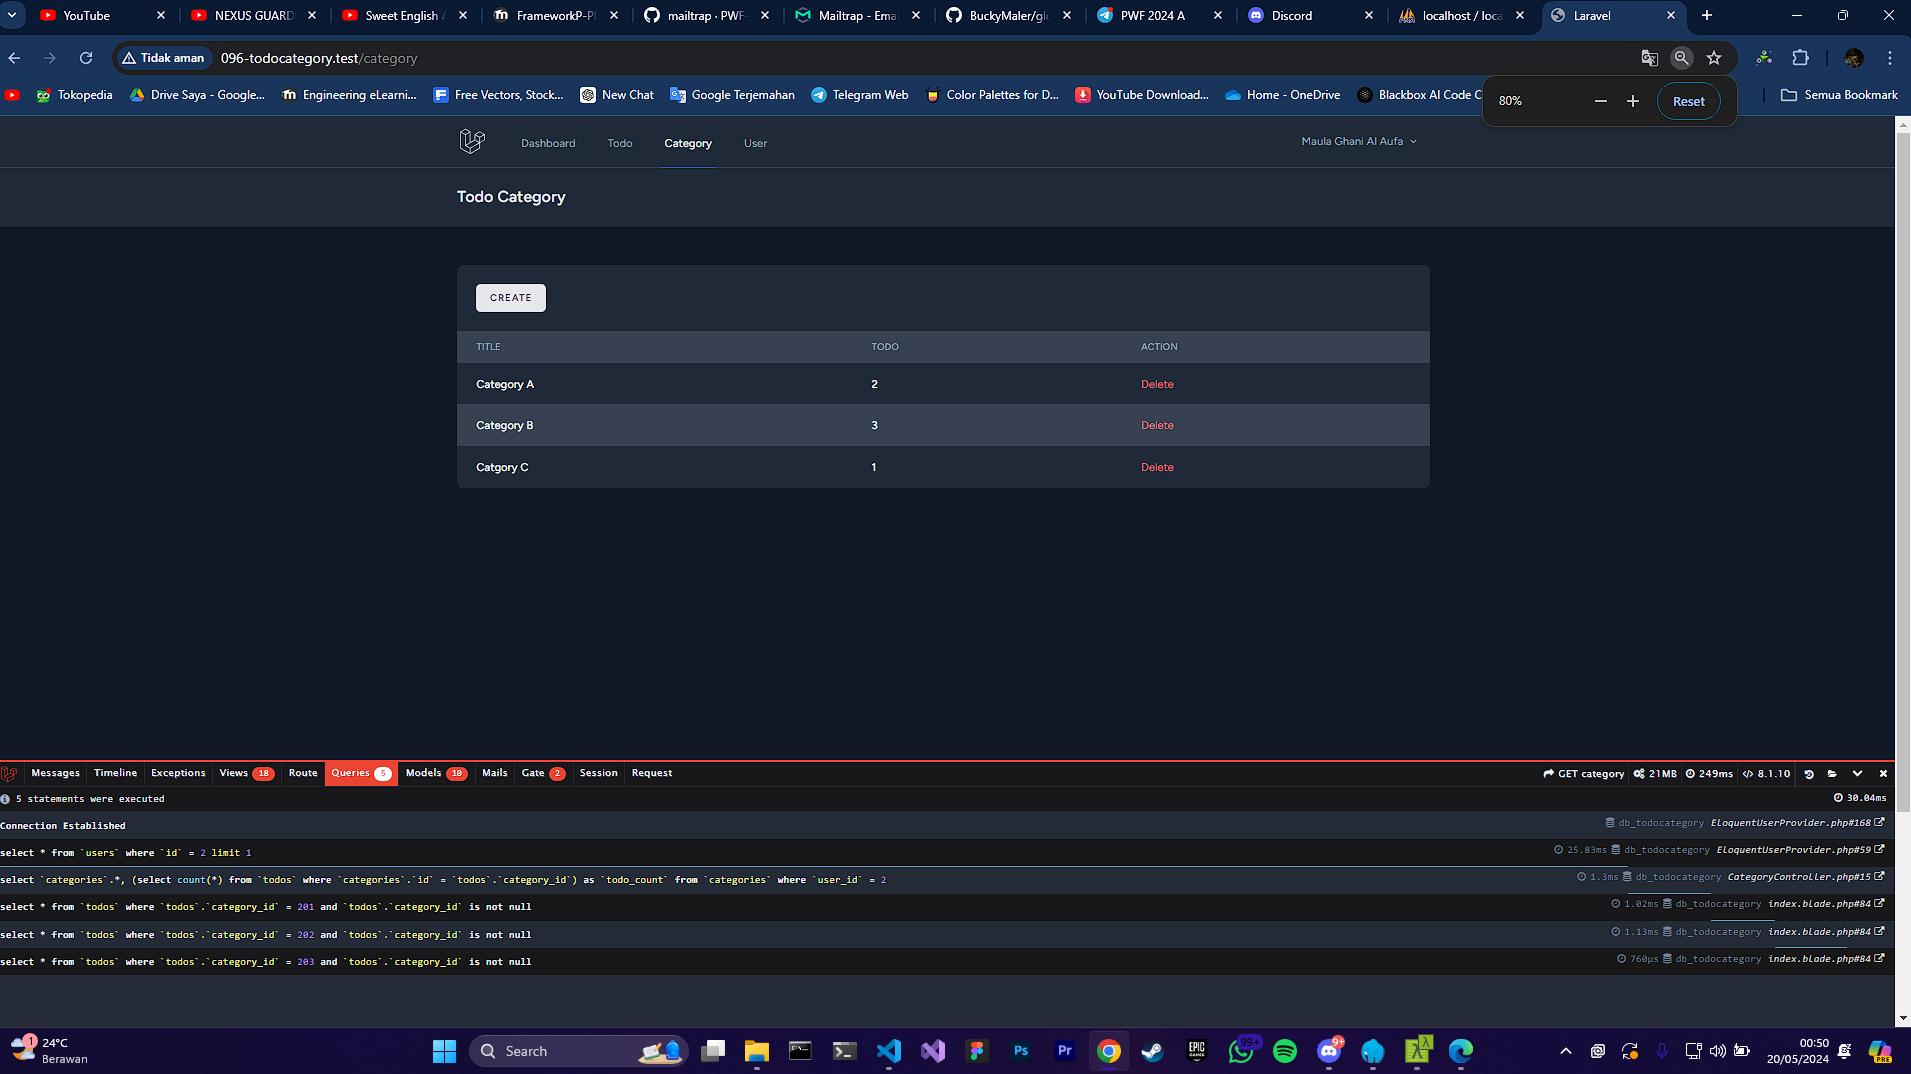 YouTube
NEXUS GUARD
Sweet English
FrameworkP-P
mailtrap · PWF-
Mailtrap - Ema
BuckyMaler/gl
PWF 2024 A
Discord
localhost / loca
Laravel
Tidak aman
096-todocategory.test/category
Tokopedia
Drive Saya - Google...
Engineering eLearni...
Free Vectors, Stock...
New Chat
Google Terjemahan
Telegram Web
Color Palettes for D...
YouTube Download...
Home - OneDrive
Blackbox AI Code C
Semua Bookmark
80%
Reset
Dashboard
Todo
Category
User
Maula Ghani Al Aufa
Todo Category
CREATE
TITLE TODO ACTION
Category A 2 Delete
Category B 3 Delete
Catgory C 1 Delete
Messages Timeline Exceptions Views 18 Route Queries 5 Models 10 Mails Gate 2 Session Request
GET category 21MB 249ms 8.1.10
5 statements were executed 30.04ms
Connection Established db_todocategory EloquentUserProvider.php#168
select * from `users` where `id` = 2 limit 1 25.83ms db_todocategory EloquentUserProvider.php#59
select `categories`.*, (select count(*) from `todos` where `categories`.`id` = `todos`.`category_id`) as `todo_count` from `categories` where `user_id` = 2 1.3ms db_todocategory CategoryController.php#15
select * from `todos` where `todos`.`category_id` = 201 and `todos`.`category_id` is not null 1.02ms db_todocategory index.blade.php#84
select * from `todos` where `todos`.`category_id` = 202 and `todos`.`category_id` is not null 1.13ms db_todocategory index.blade.php#84
select * from `todos` where `todos`.`category_id` = 203 and `todos`.`category_id` is not null 760μs db_todocategory index.blade.php#84
1
24°C
Berawan
Search
Ps
Pr
EPIC
GAMES
99+
9+
00:50
20/05/2024
PRE